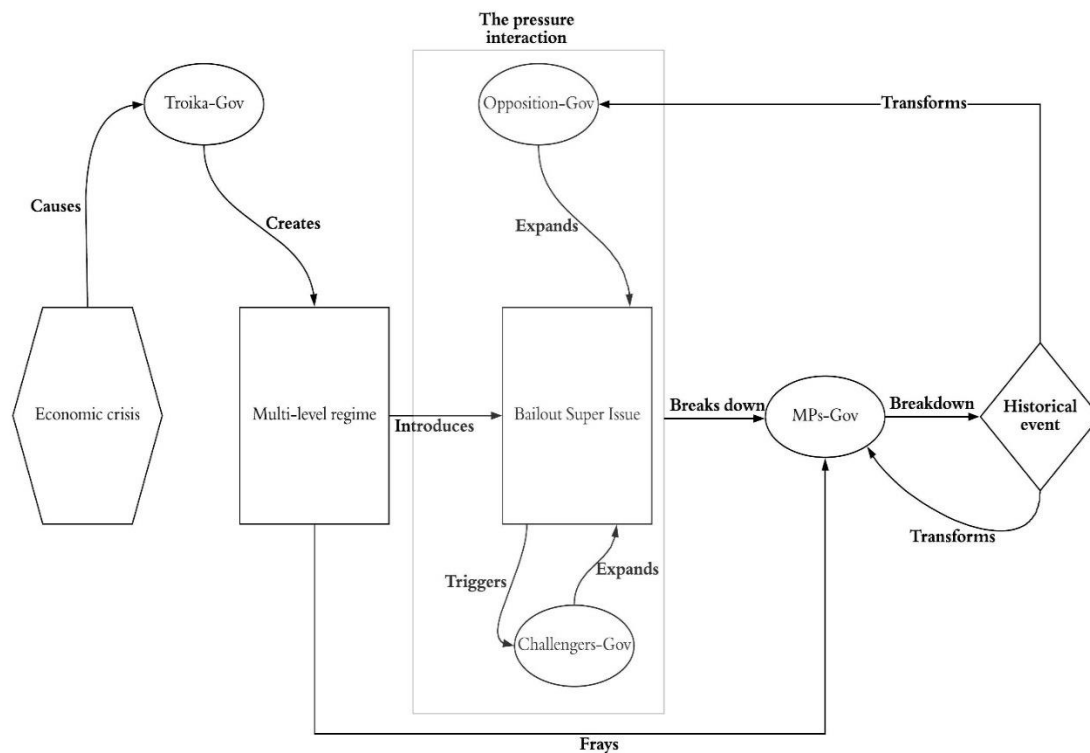 The pressure
interaction
Troika-Gov
Opposition-Gov
Transforms
Causes
Creates
Expands
Economic crisis
Multi-level regime
Introduces
Bailout Super Issue
Breaks down
MPs-Gov
Breakdown
Historical
event
Transforms
Triggers
Expands
Challengers-Gov
Frays